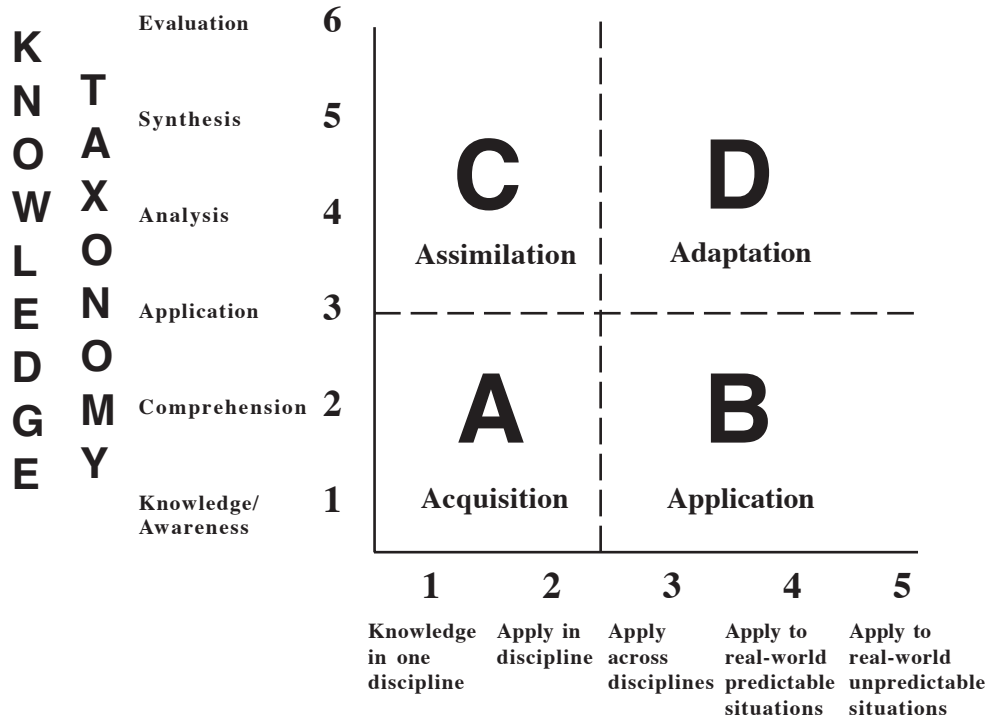 KNOWLEDGE
TAXONOMY
Evaluation 6
Synthesis 5
Analysis 4
Application 3
Comprehension 2
Knowledge/
Awareness
1
C
Assimilation
D
Adaptation
A
Acquisition
B
Application
1 2 3 4 5
Knowledge
in one
discipline
Apply in
discipline
Apply
across
disciplines
Apply to
real-world
predictable
situations
Apply to
real-world
unpredictable
situations